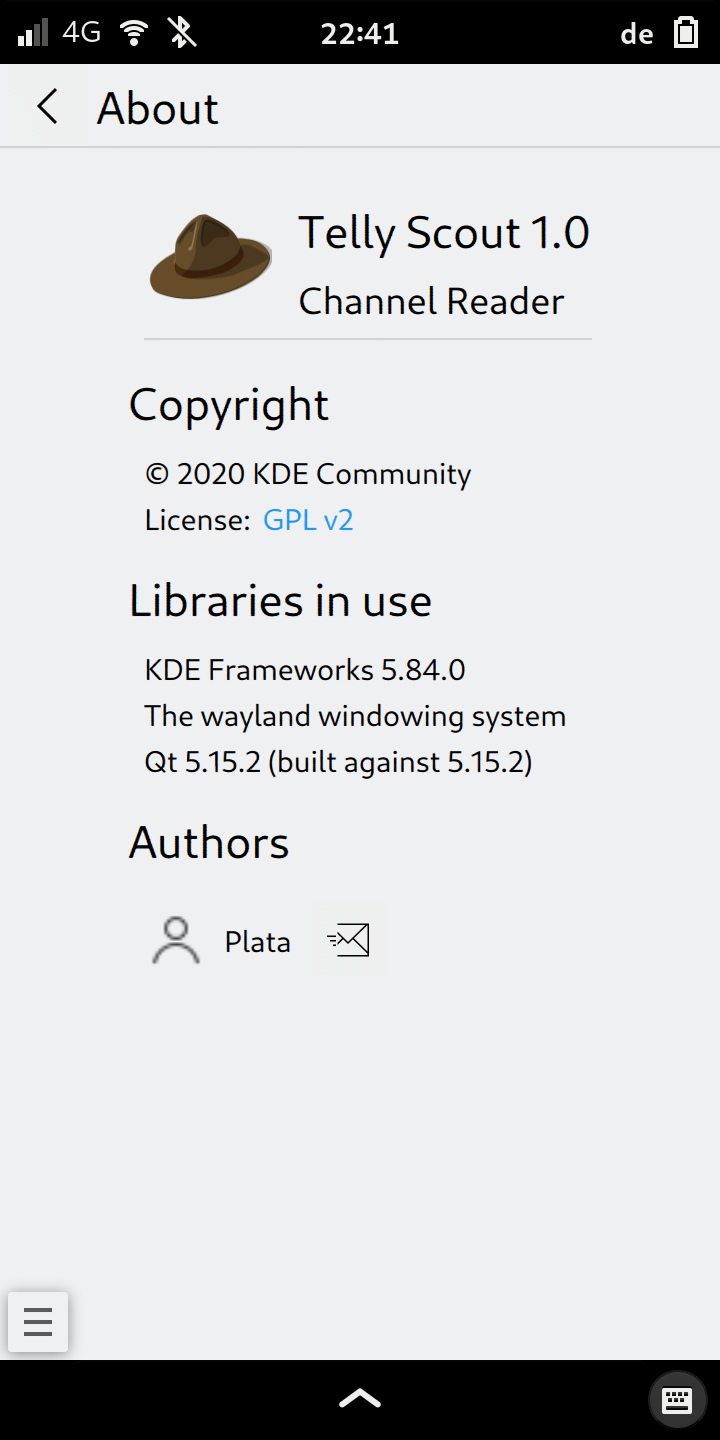 4G 22:41 de
About
Telly Scout 1.0
Channel Reader
Copyright
© 2020 KDE Community
License: GPL v2
Libraries in use
KDE Frameworks 5.84.0
The wayland windowing system
Qt 5.15.2 (built against 5.15.2)
Authors
Plata